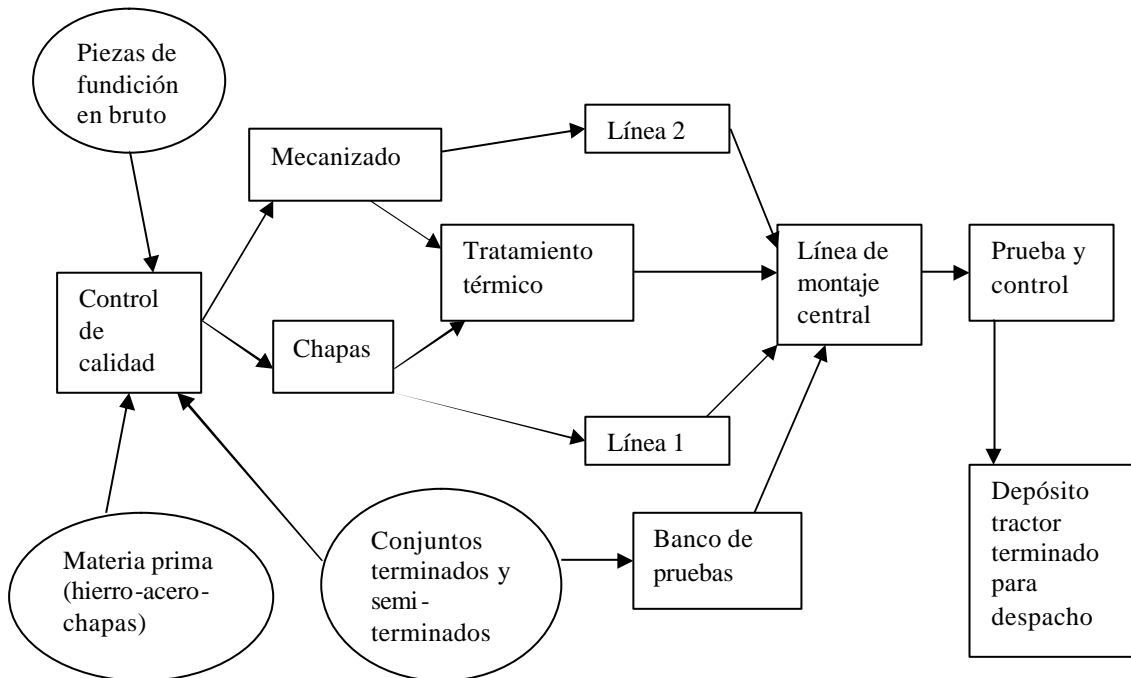 Piezas de
fundición
en bruto
Mecanizado
Línea 2
Tratamiento
térmico
Línea de
montaje
central
Prueba y
control
Control
de
calidad
Chapas
Línea 1
Materia prima
(hierro-acero-
chapas)
Conjuntos
terminados y
semi-
terminados
Banco de
pruebas
Depósito
tractor
terminado
para
despacho